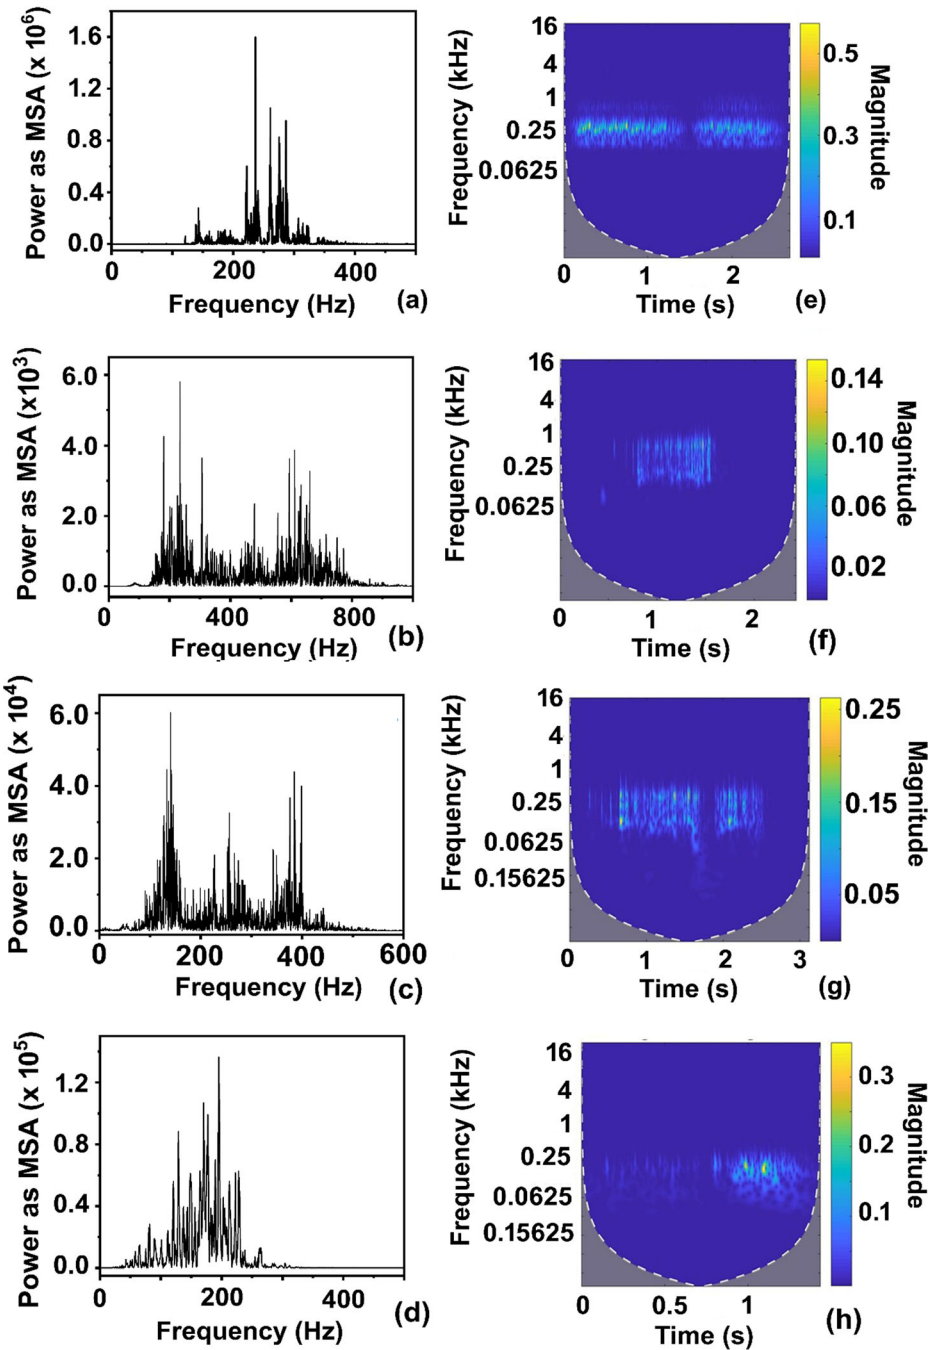 Power as MSA (x 10⁶)
1.6
1.2
0.8
0.4
0.0
0 200 400
Frequency (Hz) (a)
Frequency (kHz)
16
4
1
0.25
0.0625
0 1 2
Time (s) (e)
0.5
0.3
0.1
Magnitude
Power as MSA (x10³)
6.0
4.0
2.0
0.0
0 400 800
Frequency (Hz) (b)
Frequency (kHz)
16
4
1
0.25
0.0625
0 1 2
Time (s) (f)
0.14
0.10
0.06
0.02
Magnitude
Power as MSA (x 10⁴)
6.0
4.0
2.0
0.0
0 200 400 600
Frequency (Hz) (c)
Frequency (kHz)
16
4
1
0.25
0.0625
0.15625
0 1 2 3
Time (s) (g)
0.25
0.15
0.05
Magnitude
Power as MSA (x 10⁵)
1.2
0.8
0.4
0.0
0 200 400
Frequency (Hz) (d)
Frequency (kHz)
16
4
1
0.25
0.0625
0.15625
0 0.5 1
Time (s) (h)
0.3
0.2
0.1
Magnitude